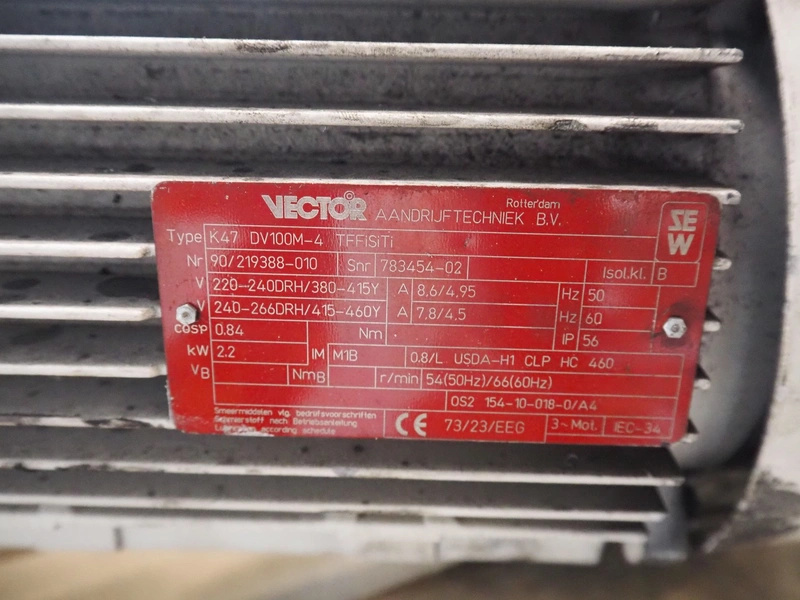 VECTOR AANDRIJFTECHNIEK B.V. Rotterdam
SEW
Type K47 DV100M-4 TFFiSiTi
Nr 90/219388-010 Snr 783454-02 Isol.kl. B
V 220-240DRH/380-415Y A 8,6/4,95 Hz 50
V 240-266DRH/415-460Y A 7,8/4,5 Hz 60
cosφ 0.84 Nm IP 56
kW 2.2 IM M1B 0.8/L USDA-H1 CLP HC 460
VB NmB r/min 54(50Hz)/66(60Hz)
OS2 154-10-018-0/A4
Smeermiddelen vlg. bedrijfsvoorschriften
Schmierstoff nach Betriebsanleitung
Lubrication according schedule
CE 73/23/EEG 3~Mot. IEC-34